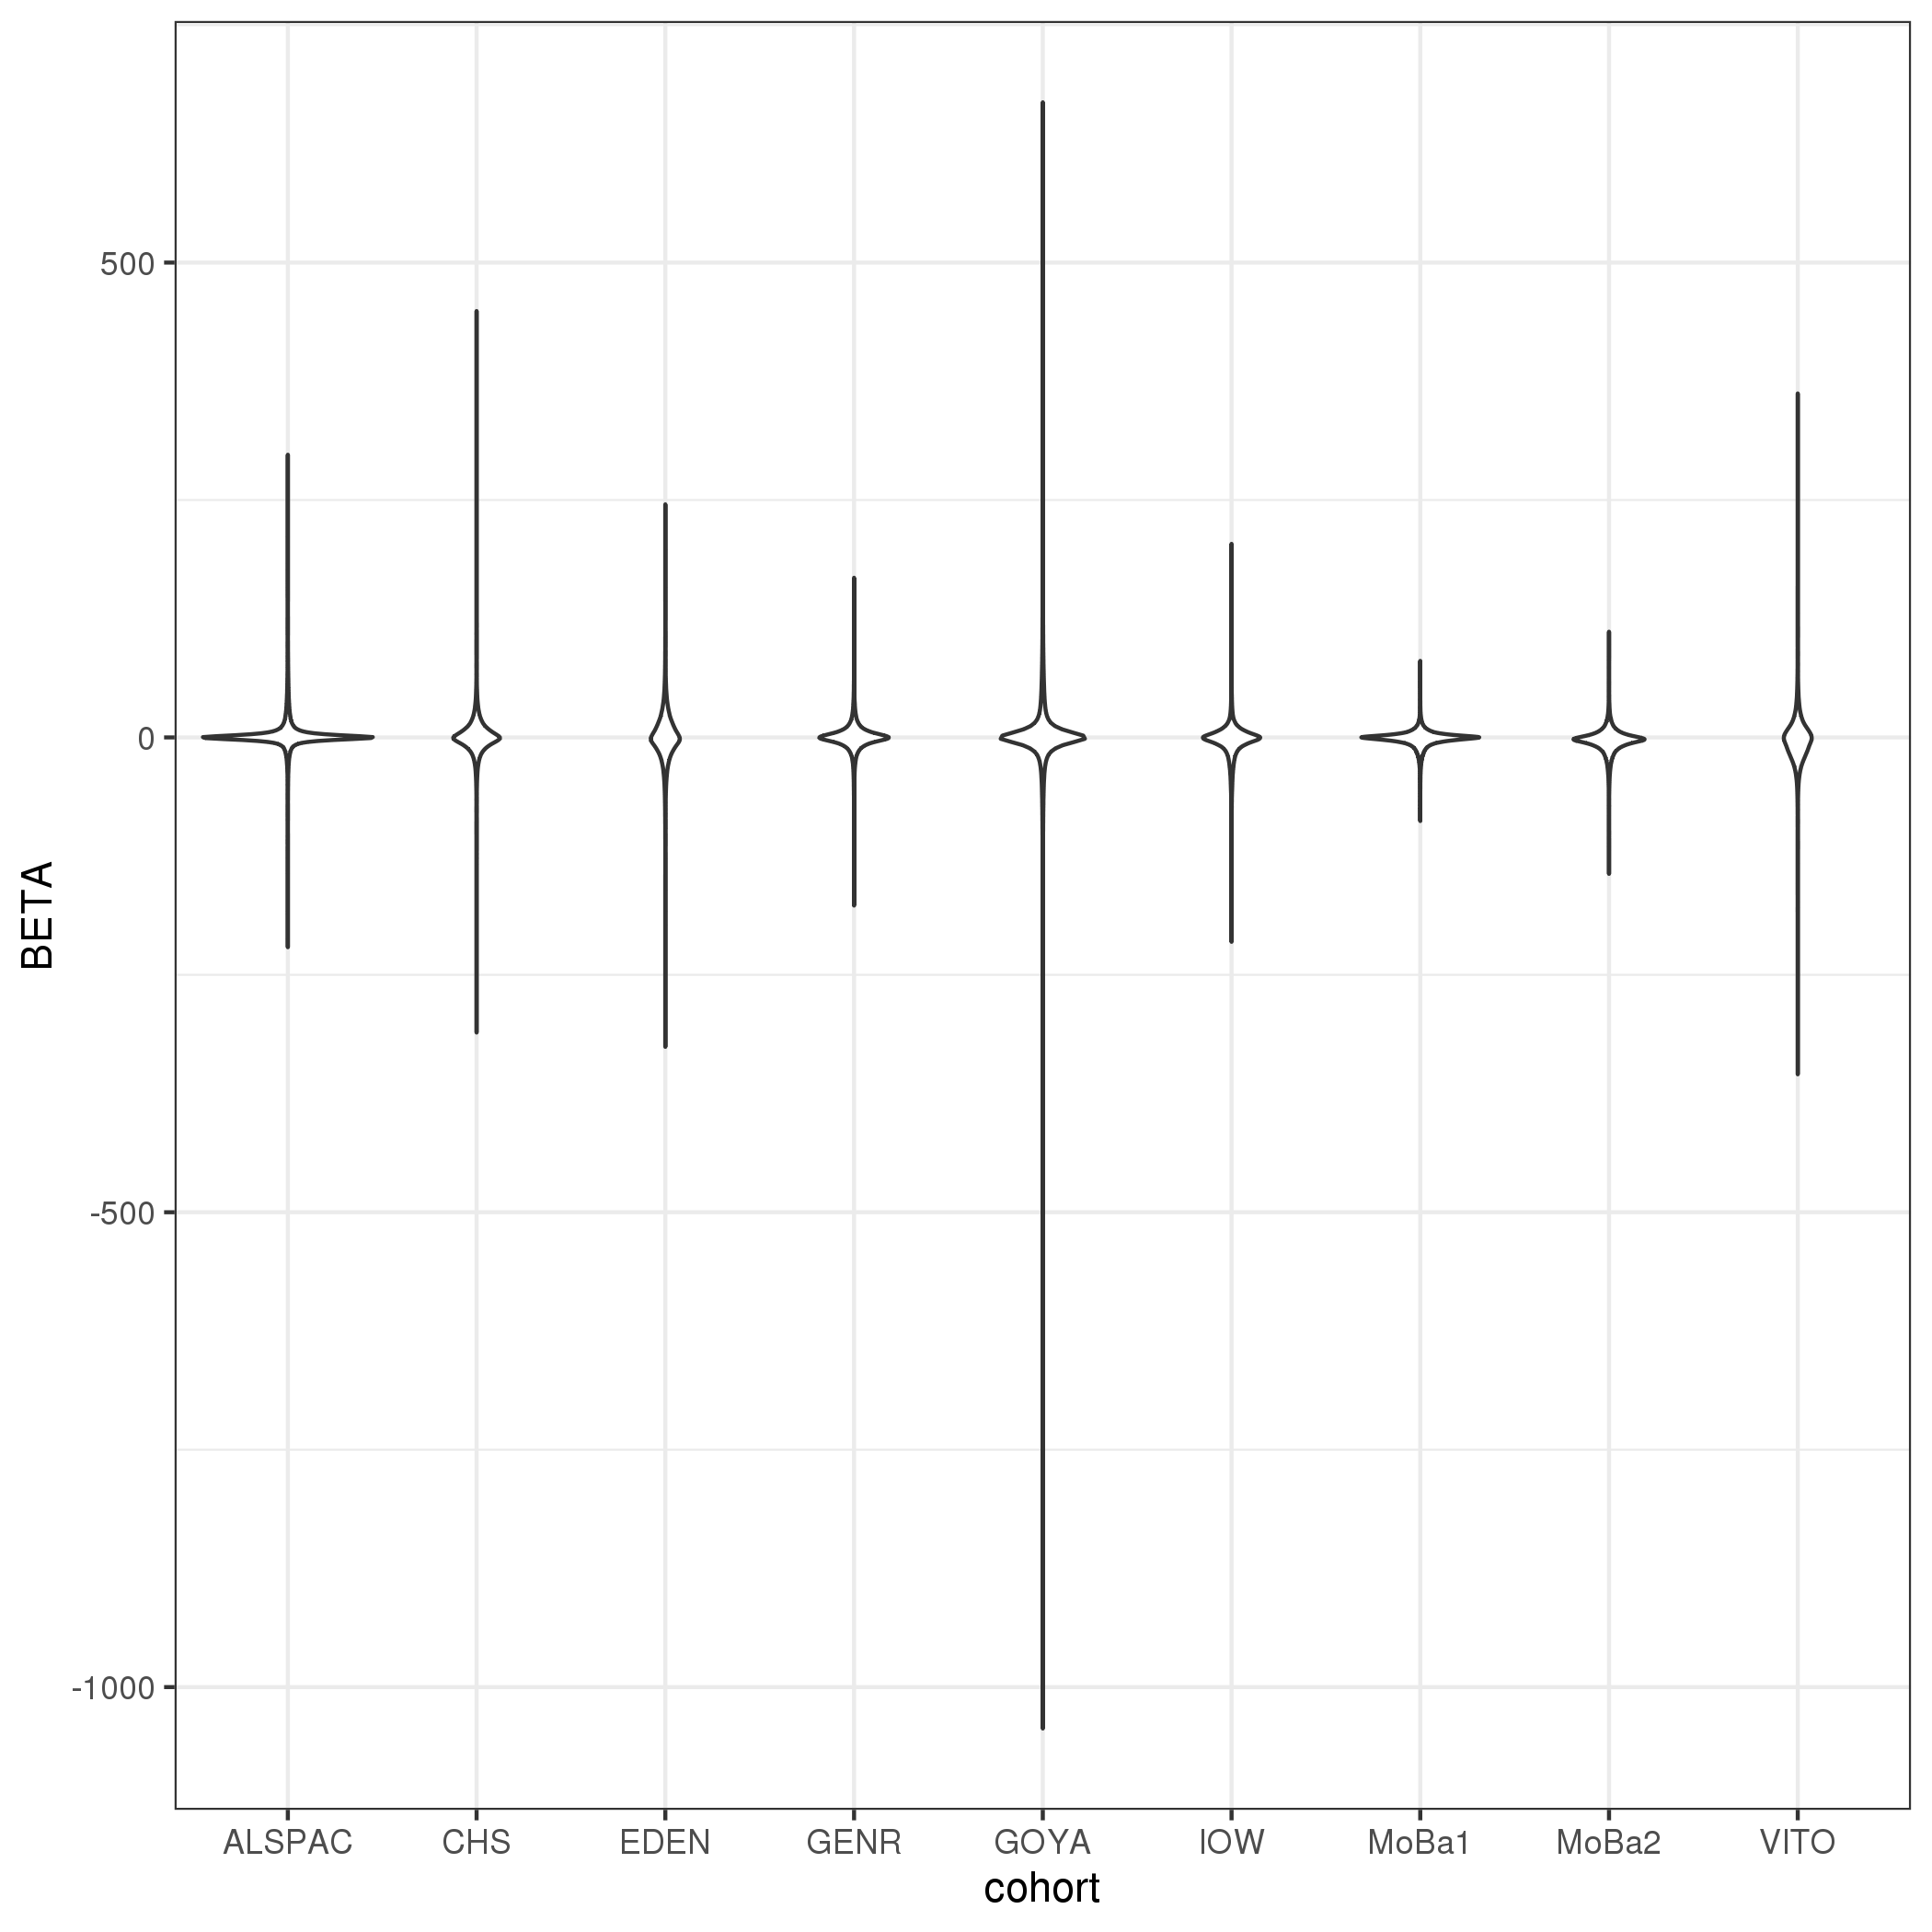 BETA
500
0
-500
-1000
ALSPAC CHS EDEN GENR GOYA IOW MoBa1 MoBa2 VITO
cohort